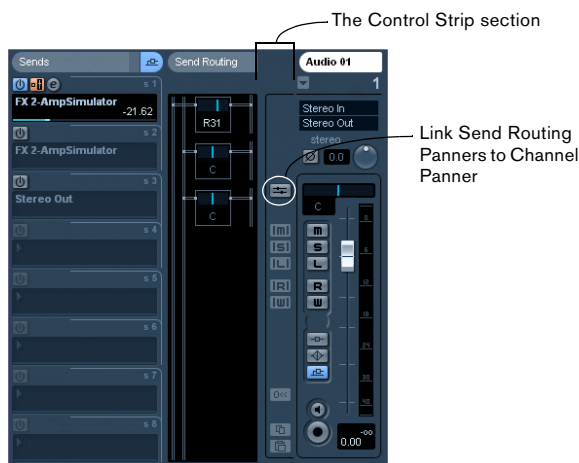 The Control Strip section
Sends
Send Routing
Audio 01
e
s 1
1
FX 2-AmpSimulator
-21.62
R31
Stereo In
Stereo Out
stereo
0.0
s 2
FX 2-AmpSimulator
C
Link Send Routing
Panners to Channel
Panner
s 3
Stereo Out
C
C
s 4
M
M
S
S
L
L
s 5
R
R
W
W
s 6
s 7
0<<
s 8
-∞
0.00